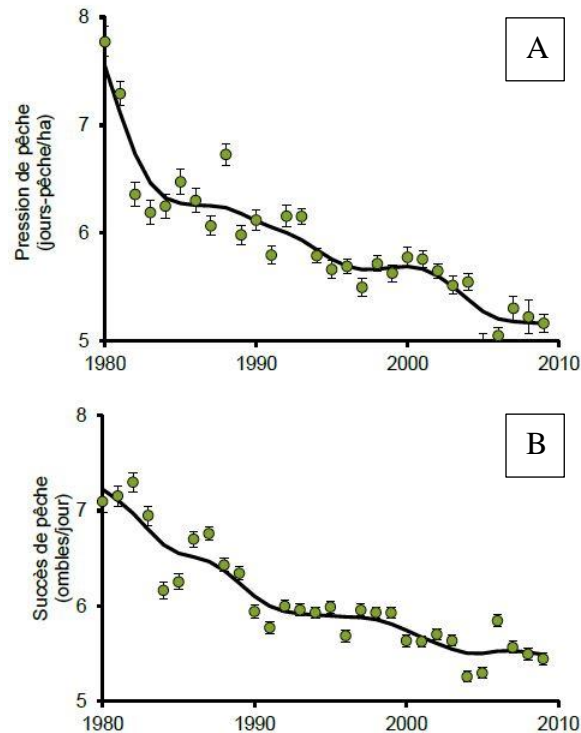 A
Pression de pêche
(jours-pêche/ha)
8
7
6
5
1980
1990
2000
2010
B
Succès de pêche
(ombles/jour)
8
7
6
5
1980
1990
2000
2010